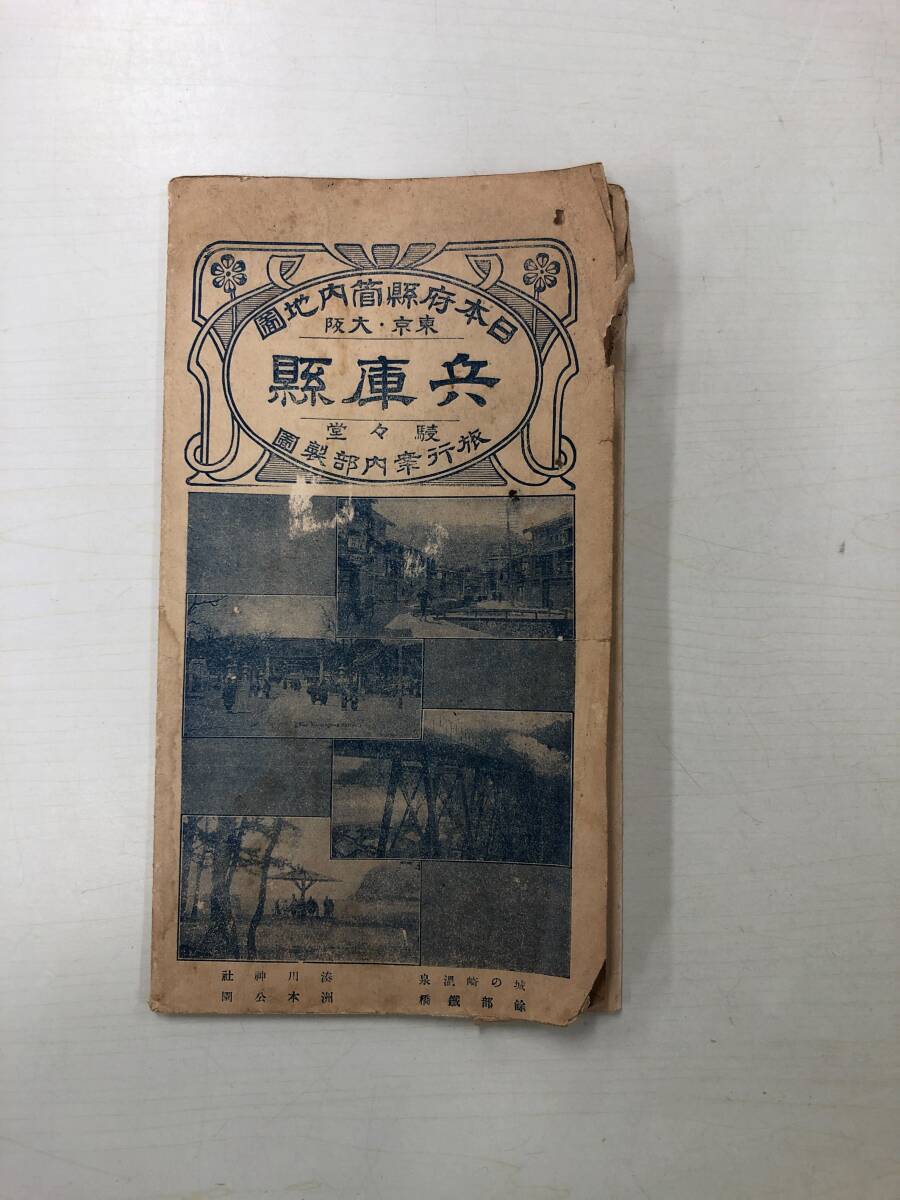 日本府縣管内地圖
東京・大阪
兵庫縣
駸々堂
旅行案内部製圖
城の崎溫泉
湊川神社
餘部鐵橋
洲本公園